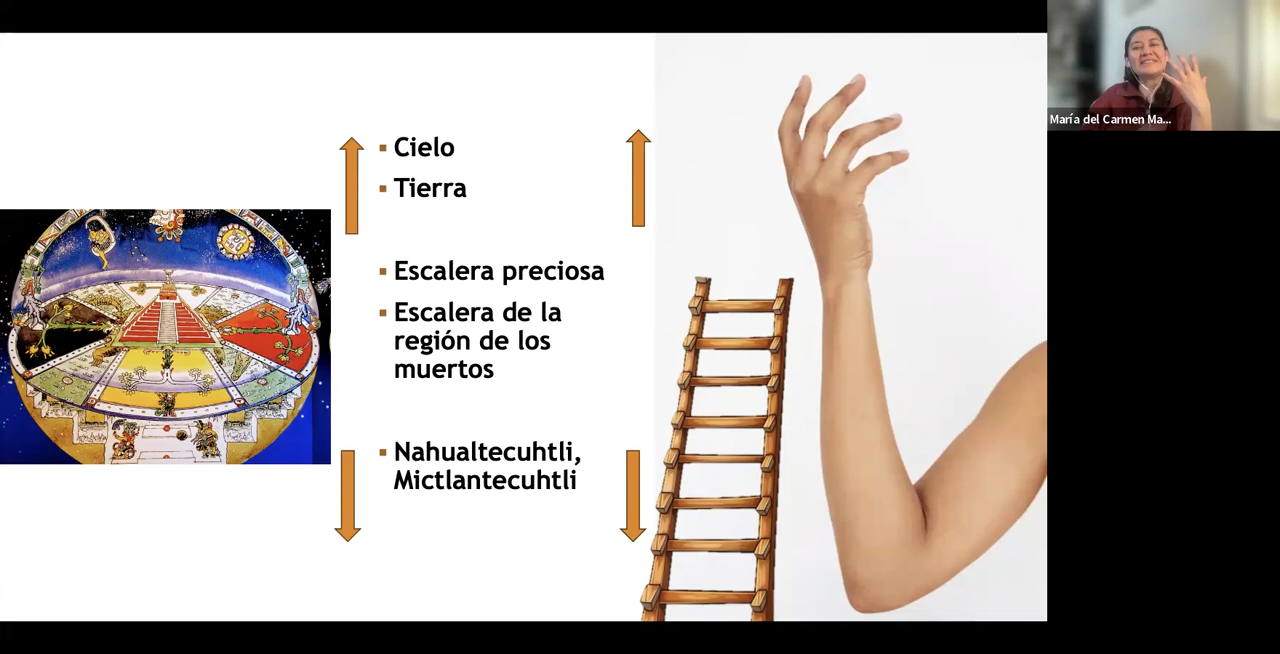 Cielo
Tierra
Escalera preciosa
Escalera de la
región de los
muertos
Nahualtecuhtli,
Mictlantecuhtli
María del Carmen Ma...